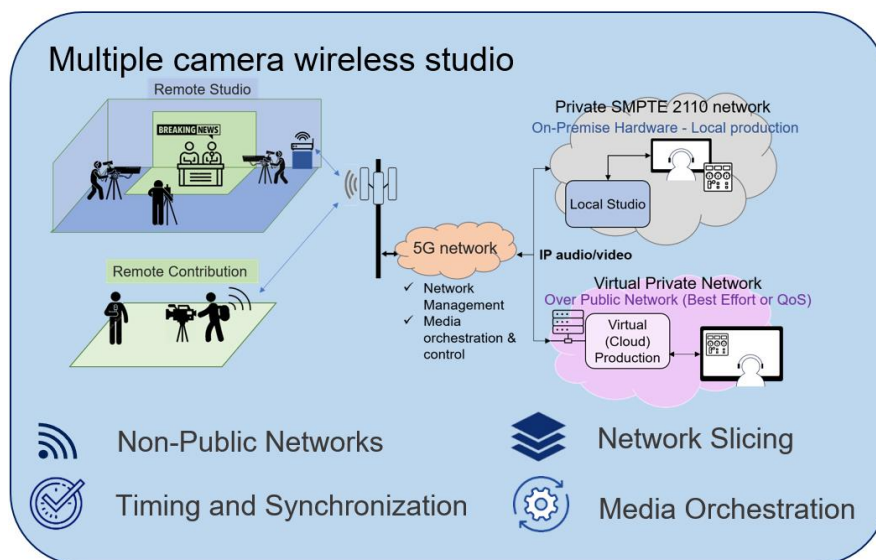 Multiple camera wireless studio
Remote Studio
BREAKING NEWS
Remote Contribution
5G network
✓ Network
Management
✓ Media
orchestration &
control
IP audio/video
Private SMPTE 2110 network
On-Premise Hardware - Local production
Local Studio
Virtual Private Network
Over Public Network (Best Effort or QoS)
Virtual
(Cloud)
Production
Non-Public Networks
Network Slicing
Timing and Synchronization
Media Orchestration